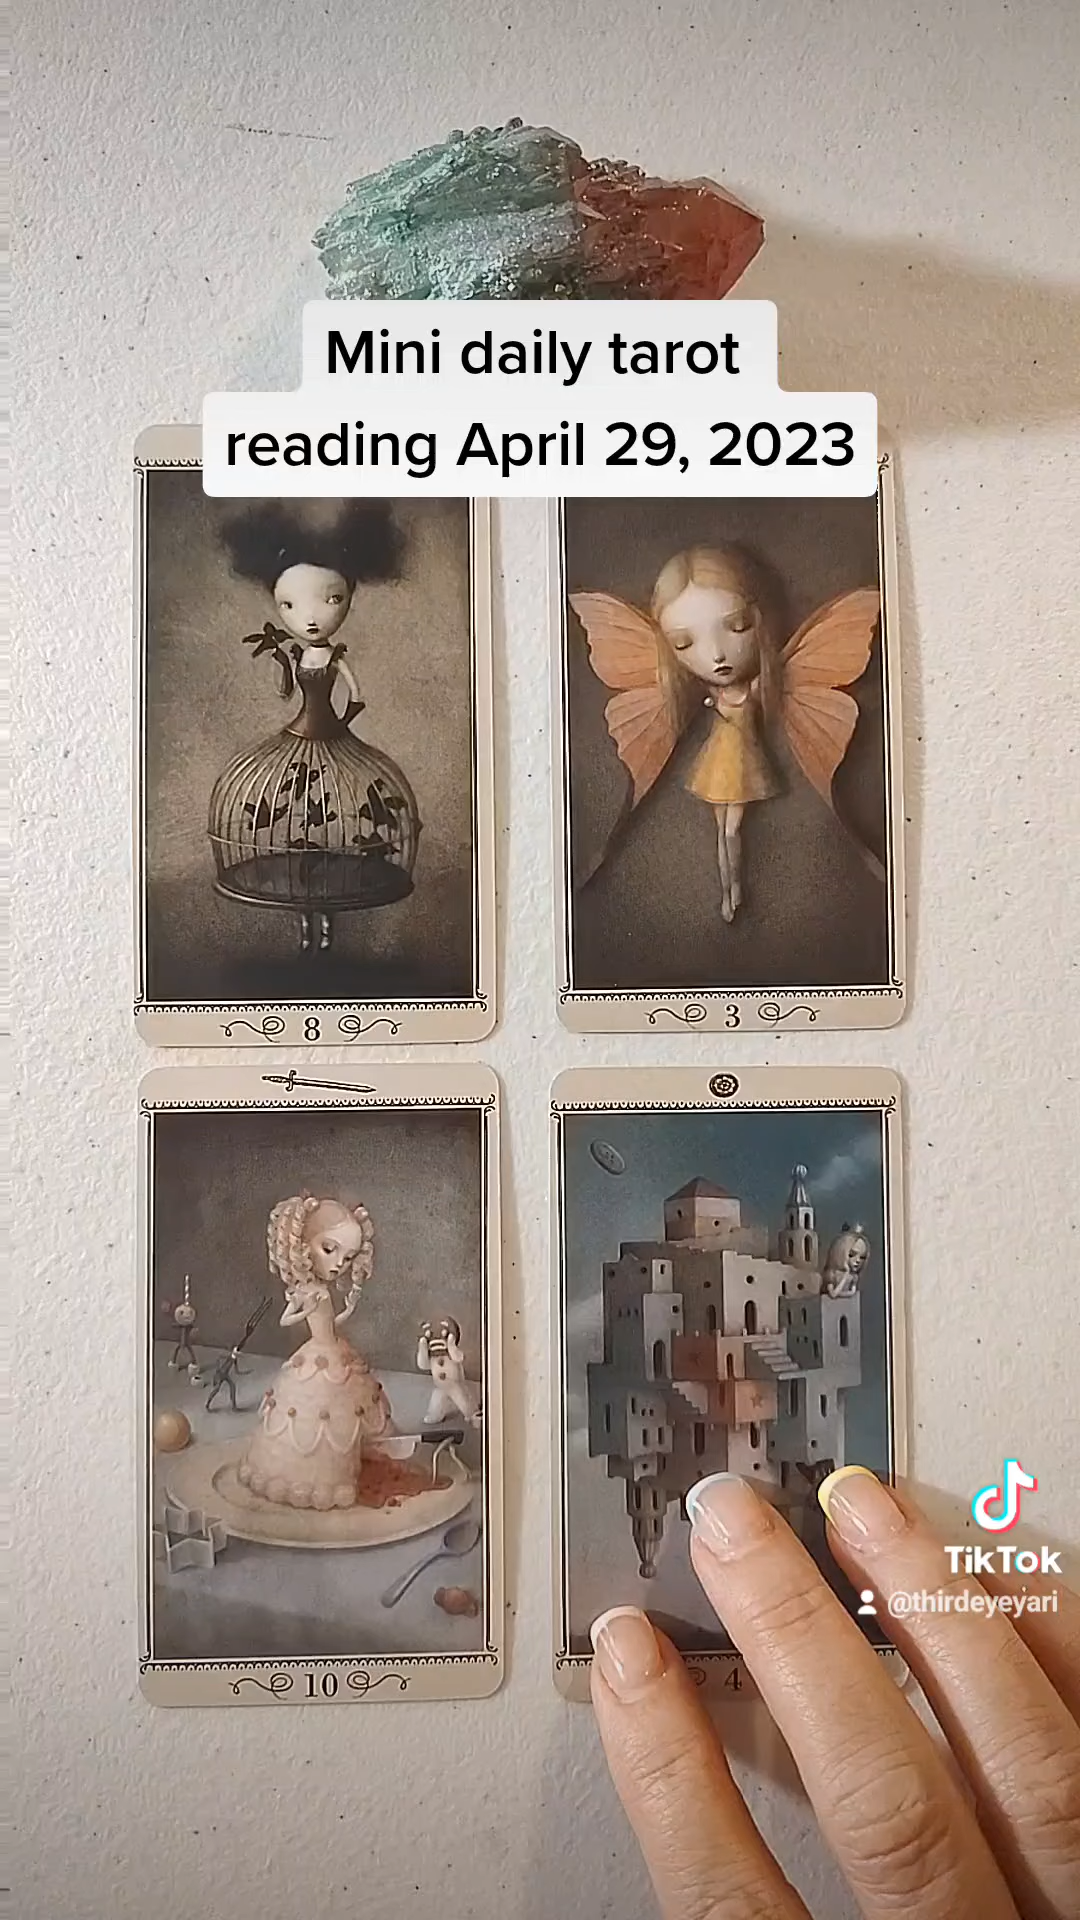 Mini daily tarot
reading April 29, 2023
8
3
10
4
TikTok
@thirdeyeyari